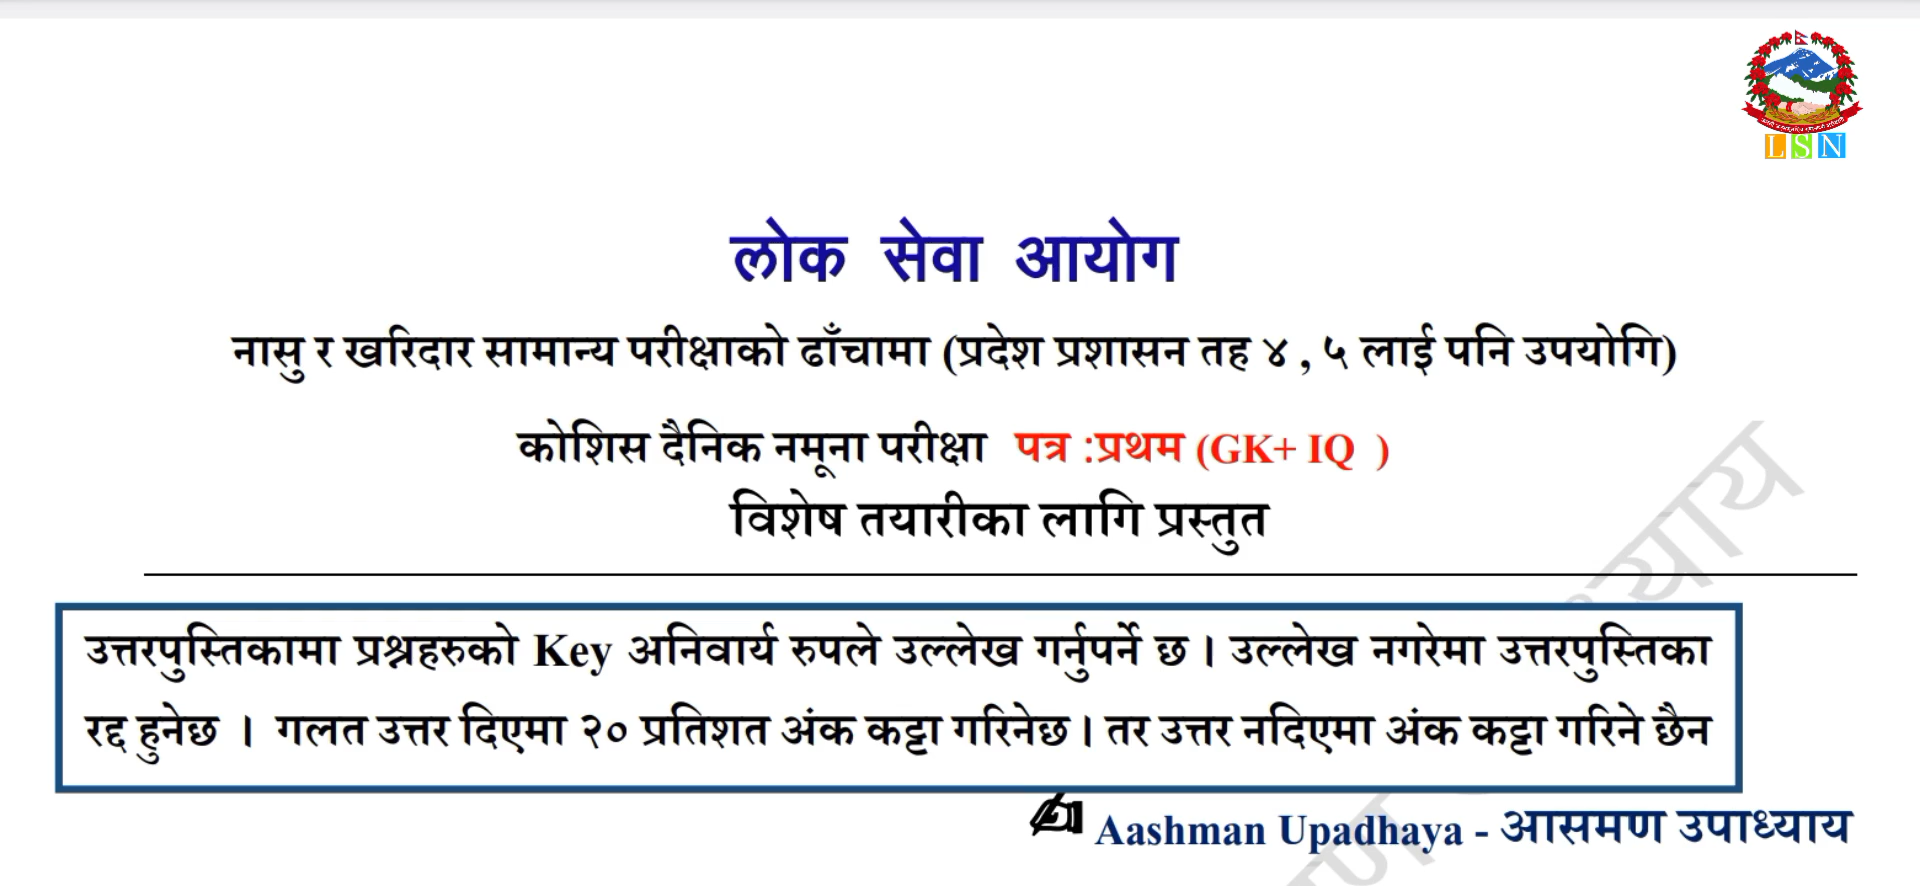 L S N
लोक सेवा आयोग
नासु र खरिदार सामान्य परीक्षाको ढाँचामा (प्रदेश प्रशासन तह ४ , ५ लाई पनि उपयोगि)
कोशिस दैनिक नमूना परीक्षा पत्र :प्रथम (GK+ IQ )
विशेष तयारीका लागि प्रस्तुत
उत्तरपुस्तिकामा प्रश्नहरुको Key अनिवार्य रुपले उल्लेख गर्नुपर्ने छ । उल्लेख नगरेमा उत्तरपुस्तिका
रद्द हुनेछ । गलत उत्तर दिएमा २० प्रतिशत अंक कट्टा गरिनेछ । तर उत्तर नदिएमा अंक कट्टा गरिने छैन
Aashman Upadhaya - आसमण उपाध्याय